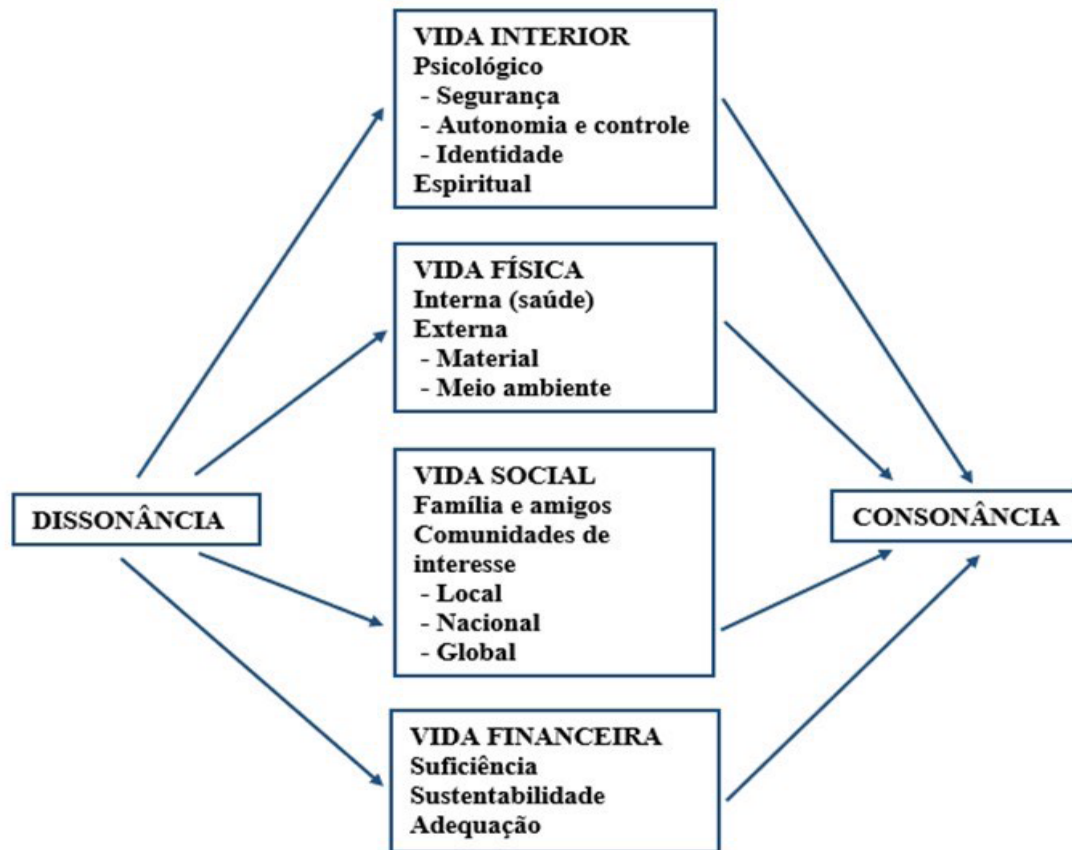 VIDA INTERIOR
Psicológico
- Segurança
- Autonomia e controle
- Identidade
Espiritual
VIDA FÍSICA
Interna (saúde)
Externa
- Material
- Meio ambiente
DISSONÂNCIA
VIDA SOCIAL
Família e amigos
Comunidades de
interesse
- Local
- Nacional
- Global
CONSONÂNCIA
VIDA FINANCEIRA
Suficiência
Sustentabilidade
Adequação